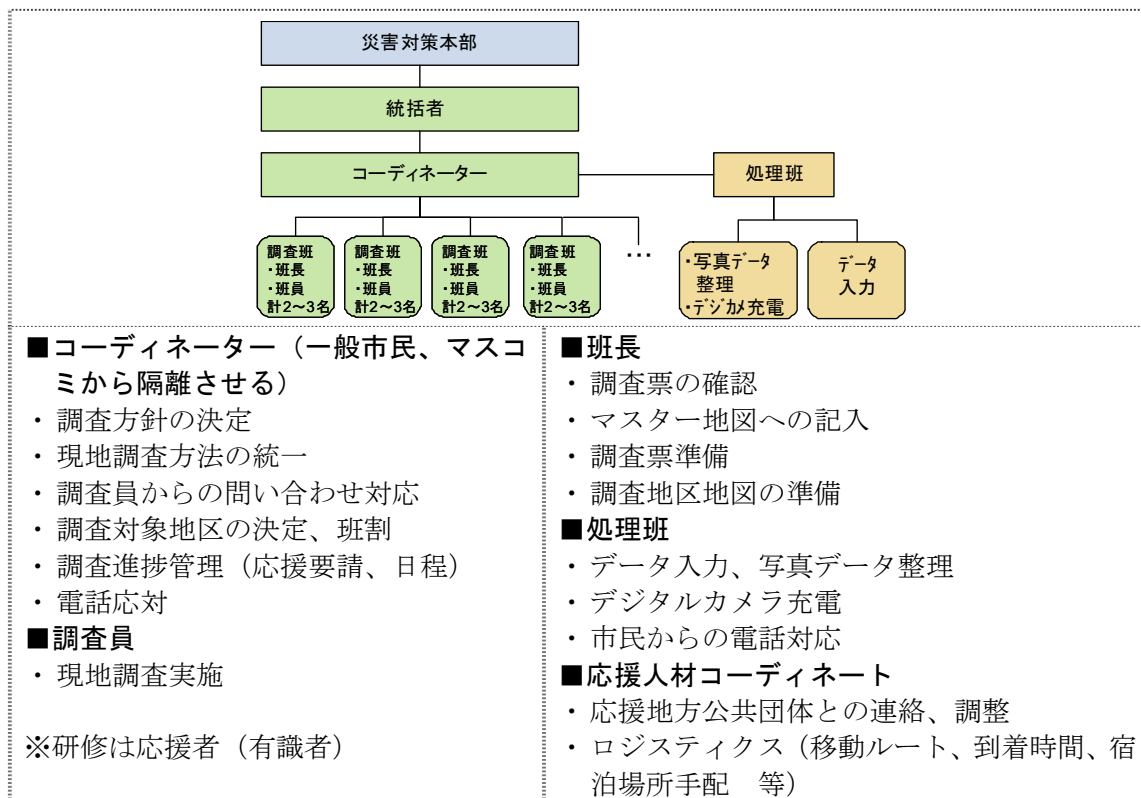 災害対策本部
統括者
コーディネーター
処理班
調査班
・班長
・班員
計2～3名
調査班
・班長
・班員
計2～3名
調査班
・班長
・班員
計2～3名
調査班
・班長
・班員
計2～3名
…
・写真ﾃﾞｰﾀ
整理
・ﾃﾞｼﾞｶﾒ充電
ﾃﾞｰﾀ
入力
■コーディネーター（一般市民、マスコ
ミから隔離させる）
・調査方針の決定
・現地調査方法の統一
・調査員からの問い合わせ対応
・調査対象地区の決定、班割
・調査進捗管理（応援要請、日程）
・電話応対
■調査員
・現地調査実施
※研修は応援者（有識者）
■班長
・調査票の確認
・マスター地図への記入
・調査票準備
・調査地区地図の準備
■処理班
・データ入力、写真データ整理
・デジタルカメラ充電
・市民からの電話対応
■応援人材コーディネート
・応援地方公共団体との連絡、調整
・ロジスティクス（移動ルート、到着時間、宿
泊場所手配　等）